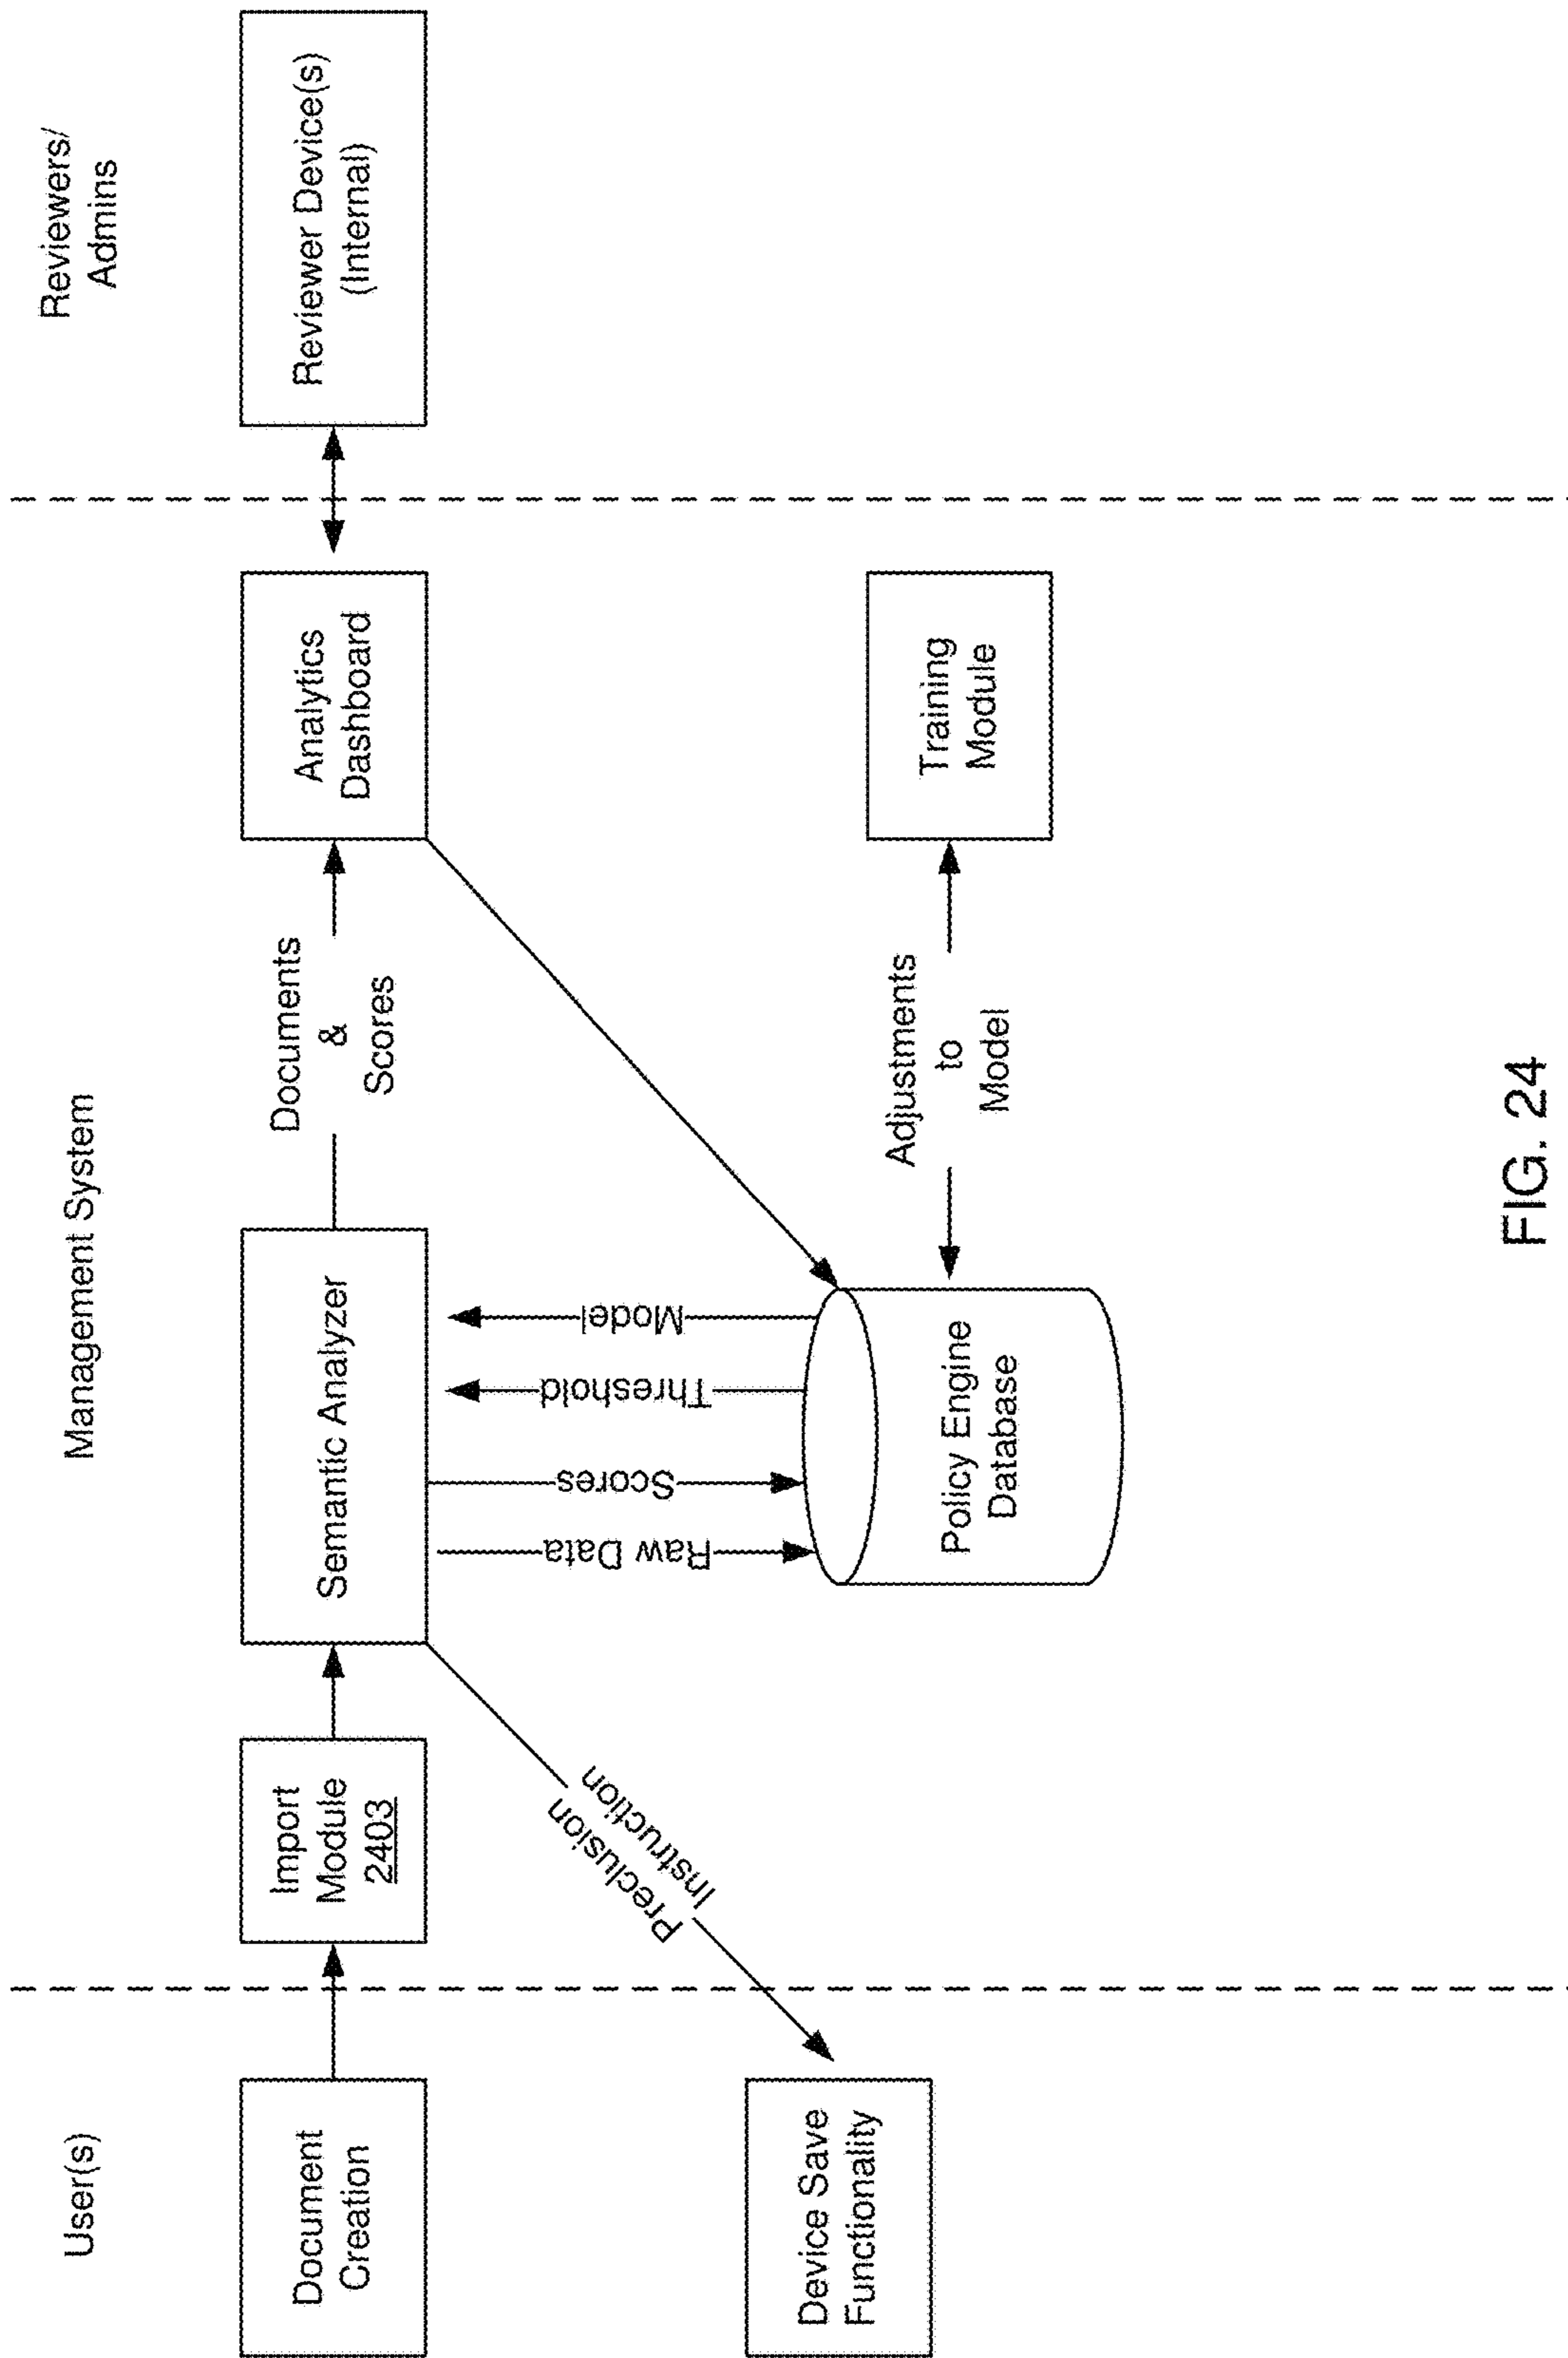 User(s)
Management System
Reviewers/
Admins
Document
Creation
Import
Module
2403
Semantic Analyzer
Documents
&
Scores
Analytics
Dashboard
Reviewer Device(s)
(Internal)
Preclusion
Instruction
Raw Data
Scores
Threshold
Model
Device Save
Functionality
Policy Engine
Database
Adjustments
to
Model
Training
Module
FIG. 24